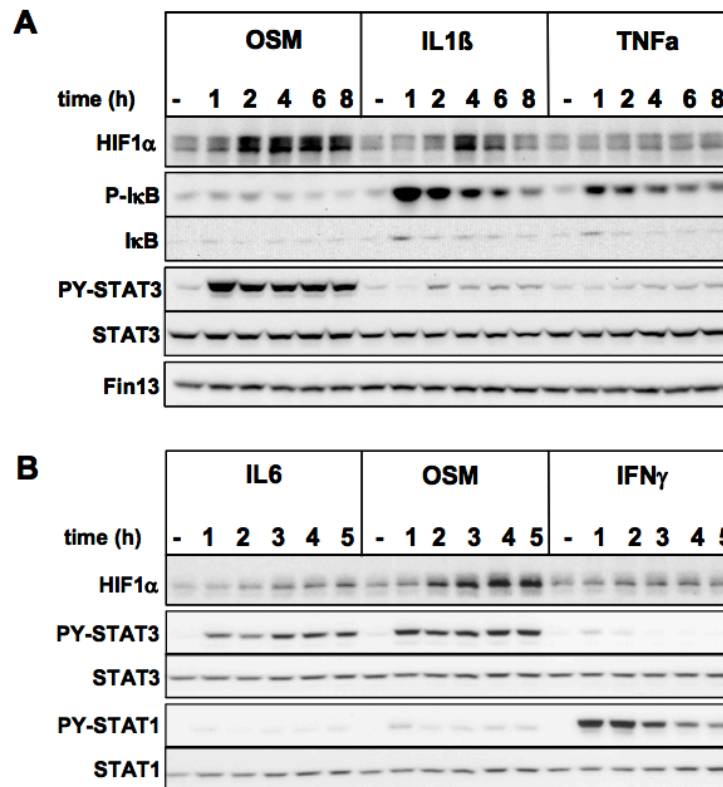 A
OSM IL1ß TNFa
time (h) - 1 2 4 6 8 - 1 2 4 6 8 - 1 2 4 6 8
HIF1α
P-IκB
IκB
PY-STAT3
STAT3
Fin13
B
IL6 OSM IFNγ
time (h) - 1 2 3 4 5 - 1 2 3 4 5 - 1 2 3 4 5
HIF1α
PY-STAT3
STAT3
PY-STAT1
STAT1